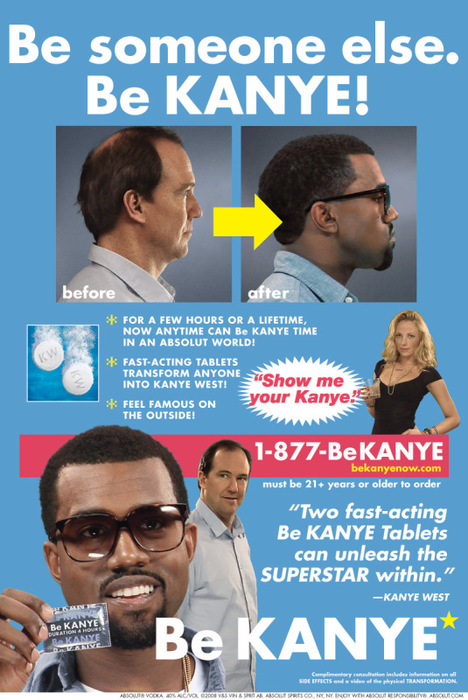 Be someone else.
Be KANYE!
before
after
FOR A FEW HOURS OR A LIFETIME,
NOW ANYTIME CAN Be KANYE TIME
IN AN ABSOLUT WORLD!
FAST-ACTING TABLETS
TRANSFORM ANYONE
INTO KANYE WEST!
FEEL FAMOUS ON
THE OUTSIDE!
KW
KW
"Show me
your Kanye!"
1-877-BeKANYE
bekanyenow.com
must be 21+ years or older to order
"Two fast-acting
Be KANYE Tablets
can unleash the
SUPERSTAR within."
—KANYE WEST
Be KANYE
DURATION 4 HOURS
Be KANYE
Be KANYE
Complimentary consultation includes information on all
SIDE EFFECTS and a video of the physical TRANSFORMATION.
ABSOLUT® VODKA. 40% ALC./VOL. ©2008 V&S VIN & SPRIT AB. ABSOLUT SPIRITS CO., NY, NY. ENJOY WITH ABSOLUT RESPONSIBILITY®. ABSOLUT.COM